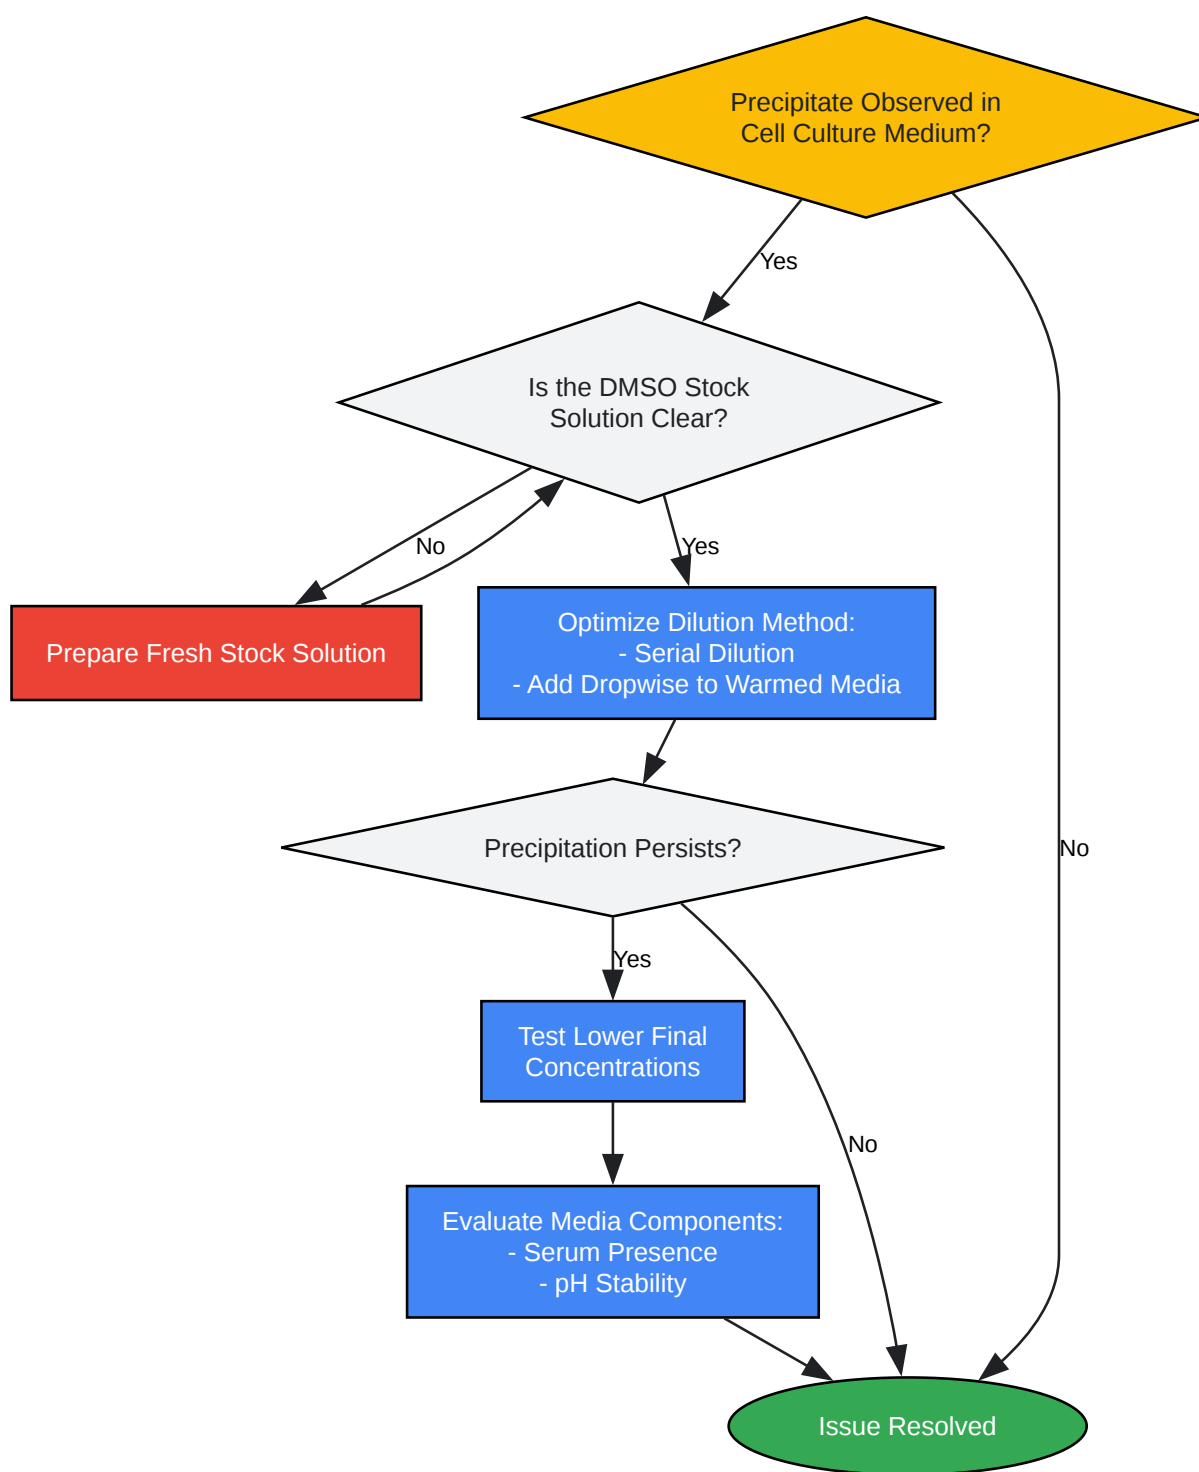 Precipitate Observed in
Cell Culture Medium?
Yes
Is the DMSO Stock
Solution Clear?
No
Yes
Prepare Fresh Stock Solution
Optimize Dilution Method:
- Serial Dilution
- Add Dropwise to Warmed Media
Precipitation Persists?
No
Yes
Test Lower Final
Concentrations
No
Evaluate Media Components:
- Serum Presence
- pH Stability
Issue Resolved